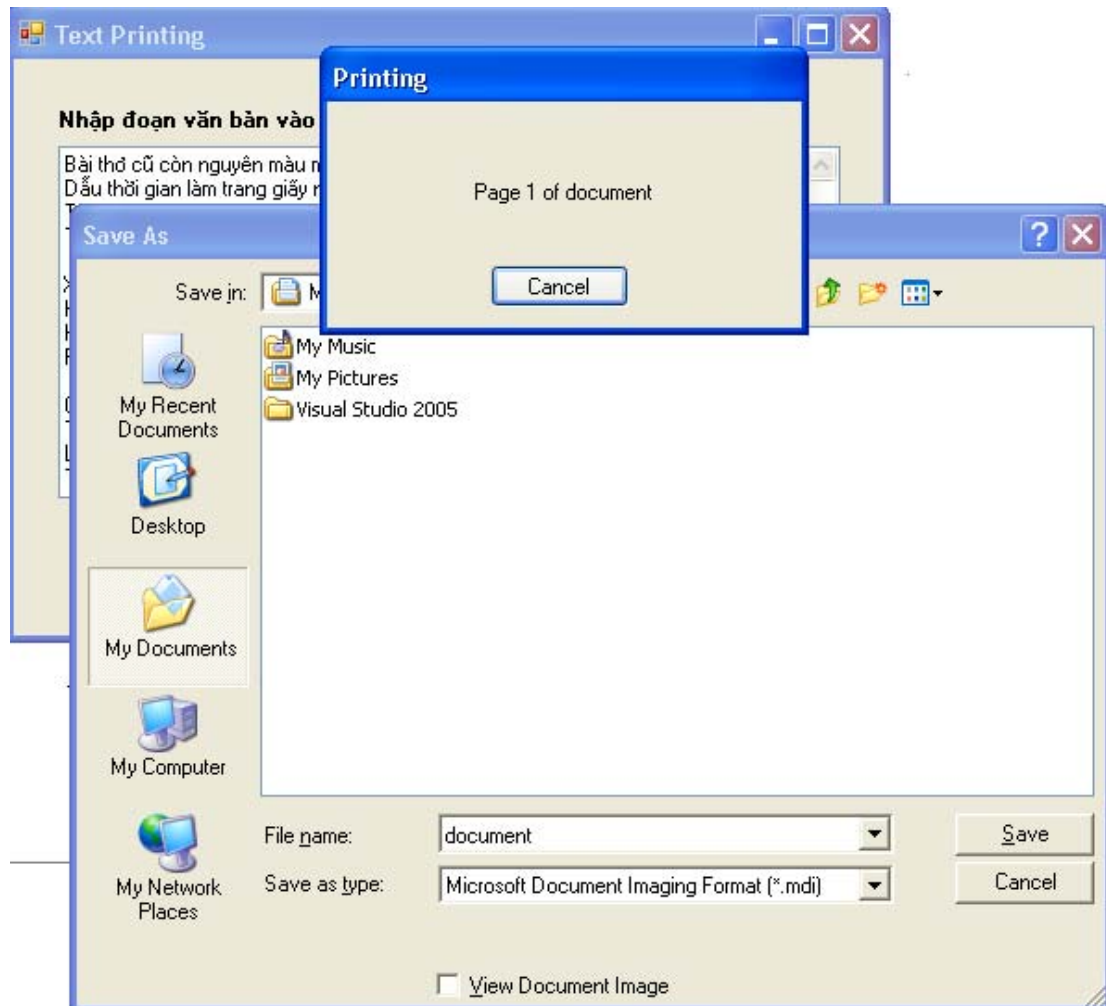 Text Printing
Printing
Nhập đoạn văn bản vào
Bài thơ cũ còn nguyên màu
Dẫu thời gian làm trang giấy
Page 1 of document
Cancel
Save As
Save in:
My Music
My Pictures
Visual Studio 2005
My Recent
Documents
Desktop
My Documents
My Computer
My Network
Places
File name:
document
Save
Save as type:
Microsoft Document Imaging Format (*.mdi)
Cancel
View Document Image